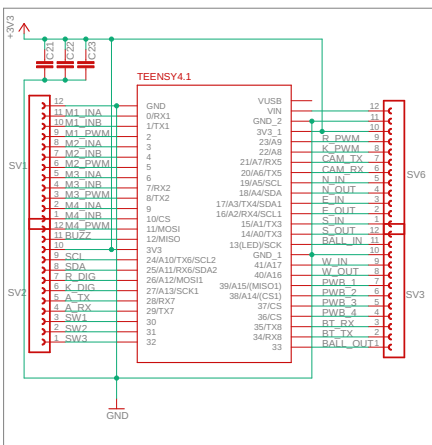 +3V3
C21
C22
C23
TEENSY4.1
SV1
SV2
12
11 M1_INA
10 M1_INB
9 M1_PWM
8 M2_INA
7 M2_INB
6 M2_PWM
5 M3_INA
4 M3_INB
3 M3_PWM
2 M4_INA
1 M4_INB
12 M4_PWM
11 BUZZ
10
9 SCL
8 SDA
7 R_DIG
6 K_DIG
5 A_TX
4 A_RX
3 SW1
2 SW2
1 SW3
GND
0/RX1
1/TX1
2
3
4
5
6
7/RX2
8/TX2
9
10/CS
11/MOSI
12/MISO
3V3
24/A10/TX6/SCL2
25/A11/RX6/SDA2
26/A12/MOSI1
27/A13/SCK1
28/RX7
29/TX7
30
31
32
VUSB
VIN
GND_2
3V3_1
23/A9
22/A8
21/A7/RX5
20/A6/TX5
19/A5/SCL
18/A4/SDA
17/A3/TX4/SDA1
16/A2/RX4/SCL1
15/A1/TX3
14/A0/TX3
13(LED)/SCK
GND_1
41/A17
40/A16
39/A15/(MISO1)
38/A14/(CS1)
37/CS
36/CS
35/TX8
34/RX8
33
12
11
10
R_PWM 9
K_PWM 8
CAM_TX 7
CAM_RX 6
N_IN 5
N_OUT 4
E_IN 3
E_OUT 2
S_IN 1
S_OUT 12
BALL_IN 11
10
W_IN 9
W_OUT 8
PWB_1 7
PWB_2 6
PWB_3 5
PWB_4 4
BT_RX 3
BT_TX 2
BALL_OUT 1
SV6
SV3
GND